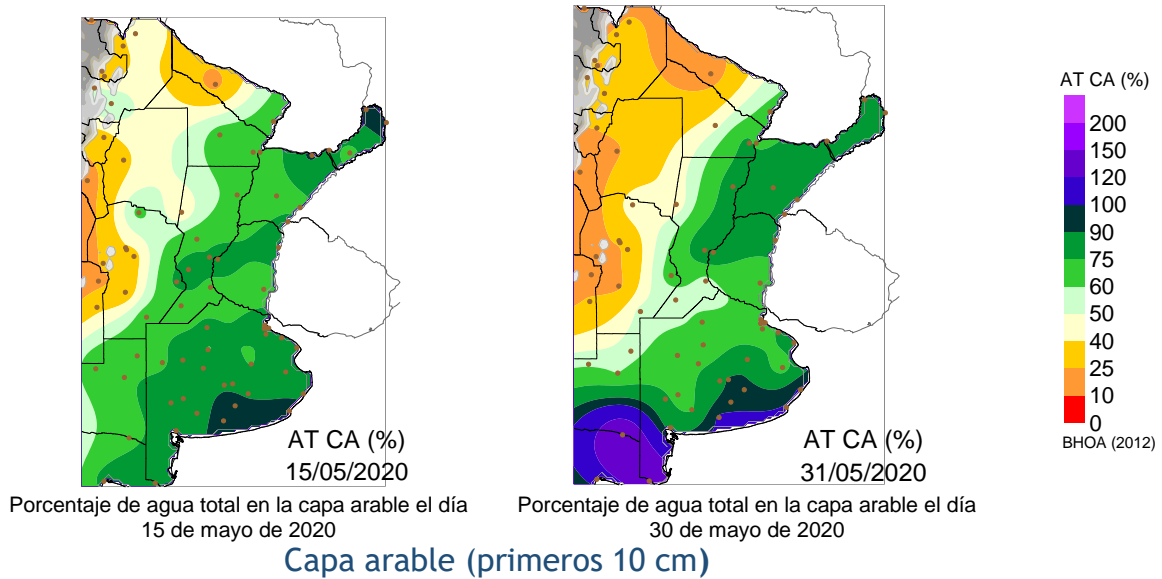 AT CA (%)
15/05/2020
Porcentaje de agua total en la capa arable el día
15 de mayo de 2020
AT CA (%)
31/05/2020
Porcentaje de agua total en la capa arable el día
30 de mayo de 2020
AT CA (%)
200
150
120
100
90
75
60
50
40
25
10
0
BHOA (2012)
Capa arable (primeros 10 cm)